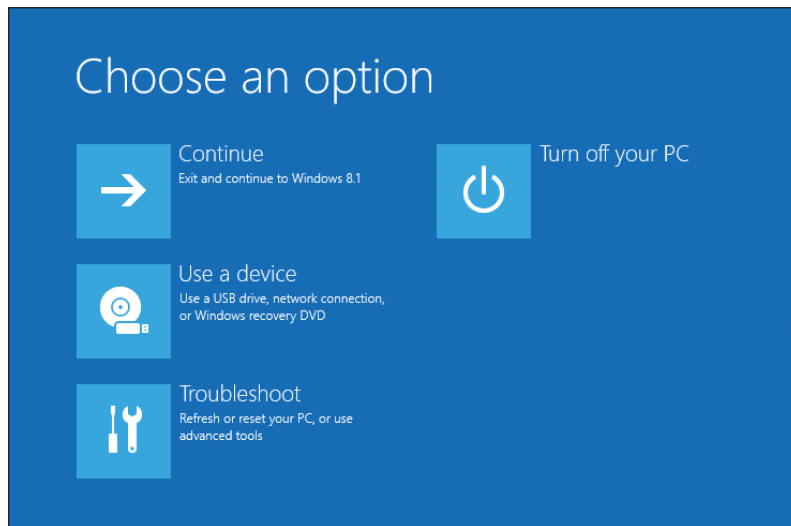 Choose an option
Continue
Exit and continue to Windows 8.1
Turn off your PC
Use a device
Use a USB drive, network connection,
or Windows recovery DVD
Troubleshoot
Refresh or reset your PC, or use
advanced tools